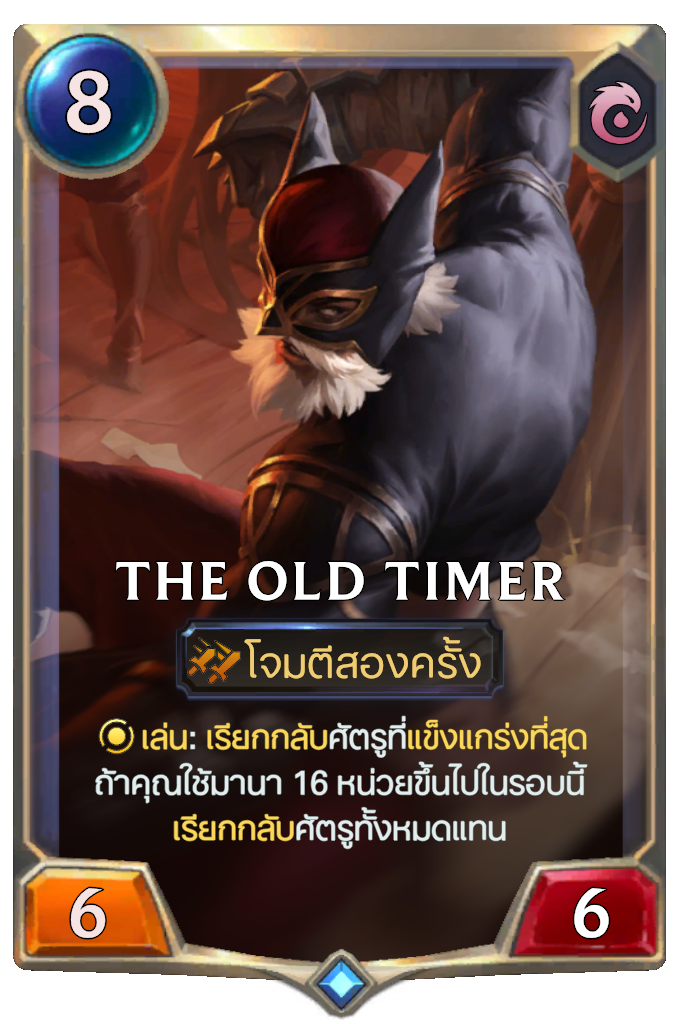 8
THE OLD TIMER
โจมตีสองครั้ง
เล่น: เรียกกลับศัตรูที่แข็งแกร่งที่สุด
ถ้าคุณใช้มานา 16 หน่วยขึ้นไปในรอบนี้
เรียกกลับศัตรูทั้งหมดแทน
6 6